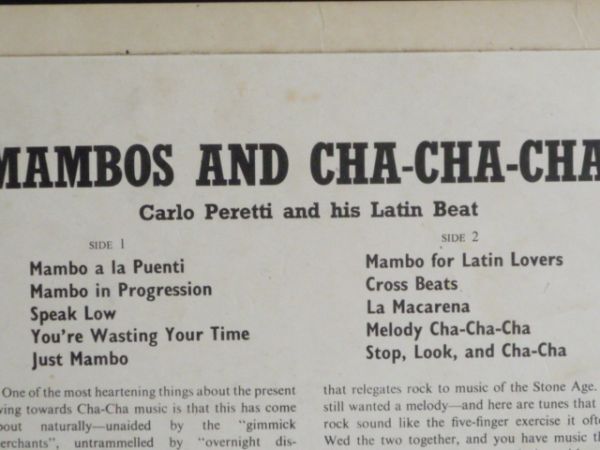 MAMBOS AND CHA-CHA-CHA
Carlo Peretti and his Latin Beat
SIDE 1
Mambo a la Puenti
Mambo in Progression
Speak Low
You're Wasting Your Time
Just Mambo
SIDE 2
Mambo for Latin Lovers
Cross Beats
La Macarena
Melody Cha-Cha-Cha
Stop, Look, and Cha-Cha
One of the most heartening things about the present
towards Cha-Cha music is that this has come
naturally—unaided by the "gimmick
untrammelled by "overnight dis-
that relegates rock to music of the Stone Age.
still wanted a melody—and here are tunes that
rock sound like the five-finger exercise it
Wed the two together, and you have music